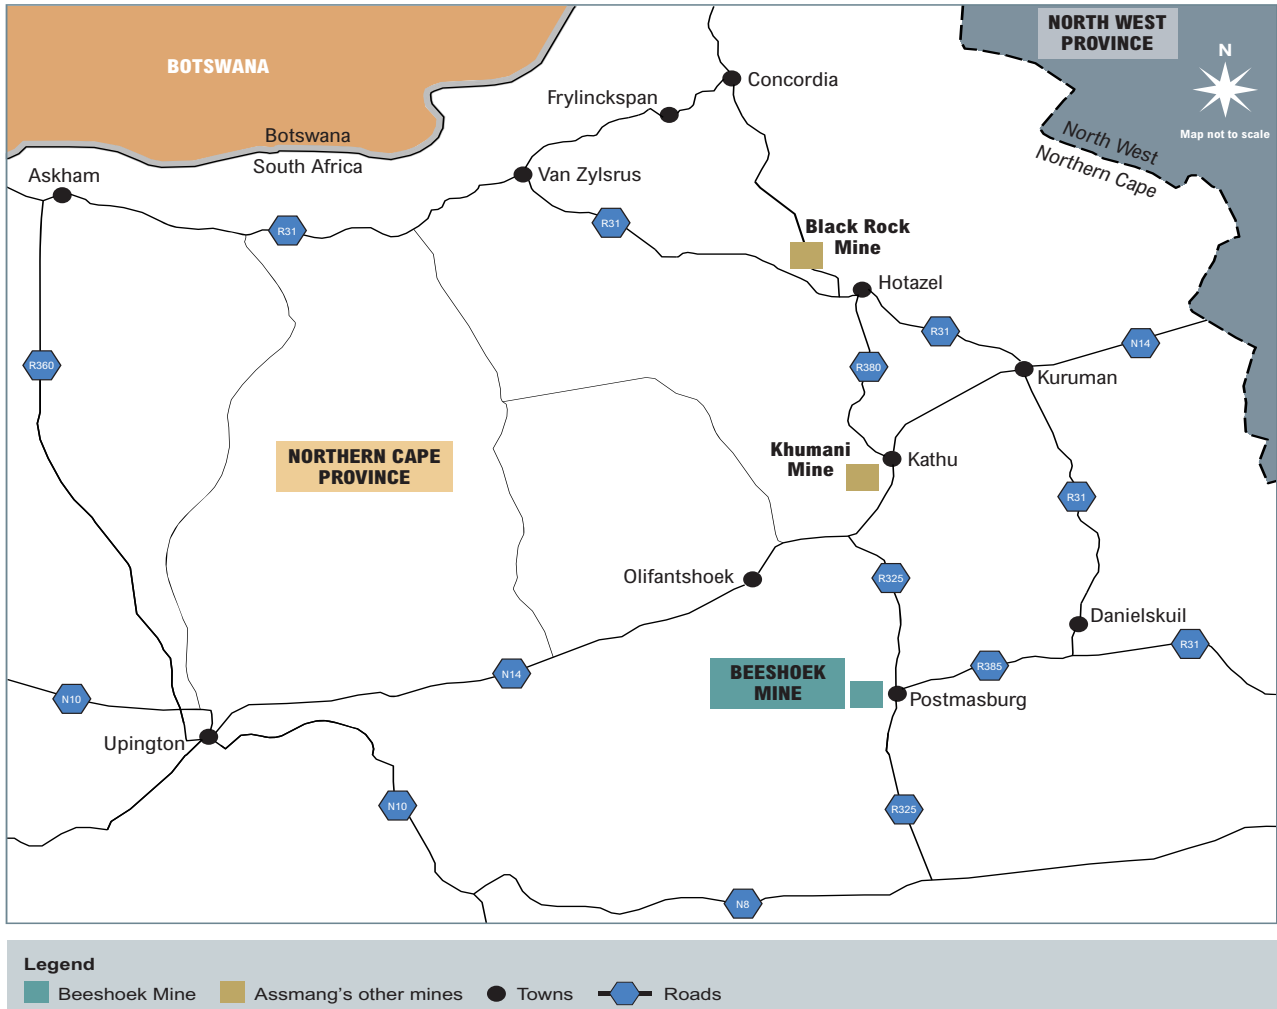 NORTH WEST
PROVINCE
BOTSWANA
N
Concordia
Frylinckspan
Map not to scale
Botswana
North West
South Africa
Northern Cape
Askham
Van Zylsrus
R31
R31
Black Rock
Mine
Hotazel
R31
N14
R360
R380
Kuruman
NORTHERN CAPE
PROVINCE
Khumani
Mine
Kathu
R31
Olifantshoek
R325
Danielskuil
R31
R385
N14
BEESHOEK
MINE
N10
Postmasburg
Upington
N10
R325
N8
Legend
Beeshoek Mine
Assmang's other mines
Towns
Roads